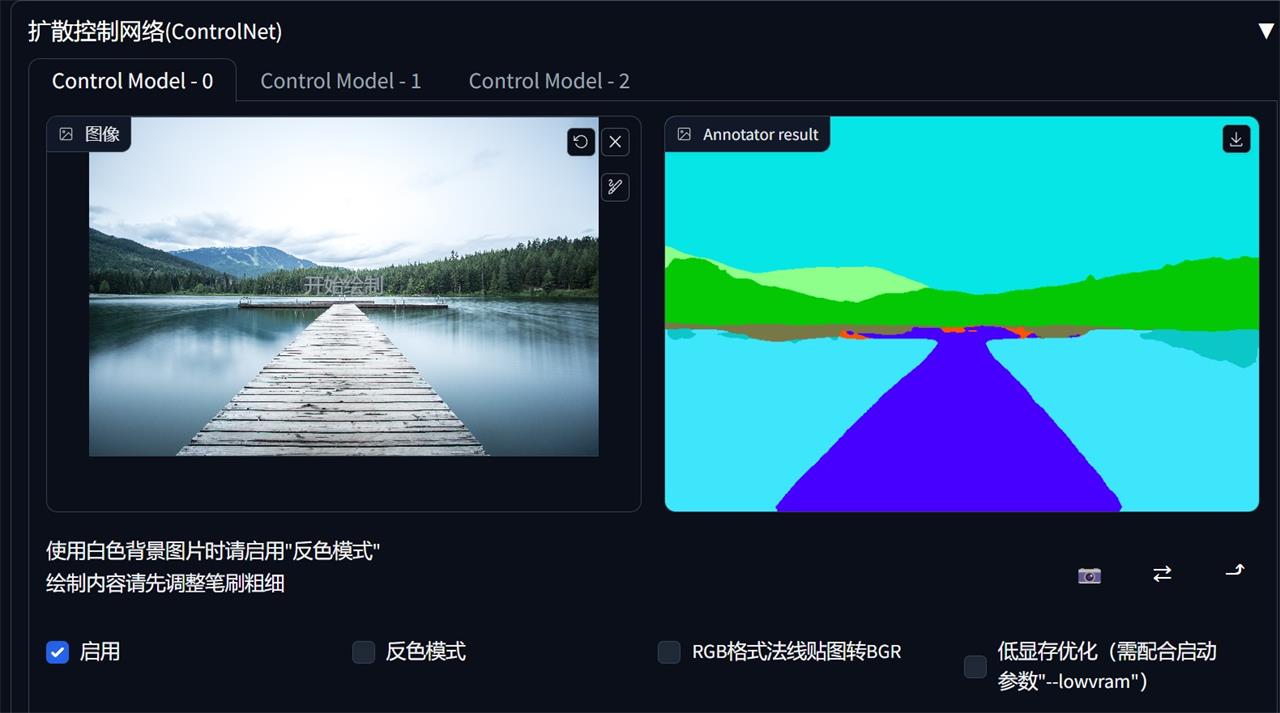 扩散控制网络(ControlNet)
▼
Control Model - 0
Control Model - 1
Control Model - 2
图像
开始绘制
Annotator result
使用白色背景图片时请启用"反色模式"
绘制内容请先调整笔刷粗细
启用
反色模式
RGB格式法线贴图转BGR
低显存优化（需配合启动
参数"--lowvram"）